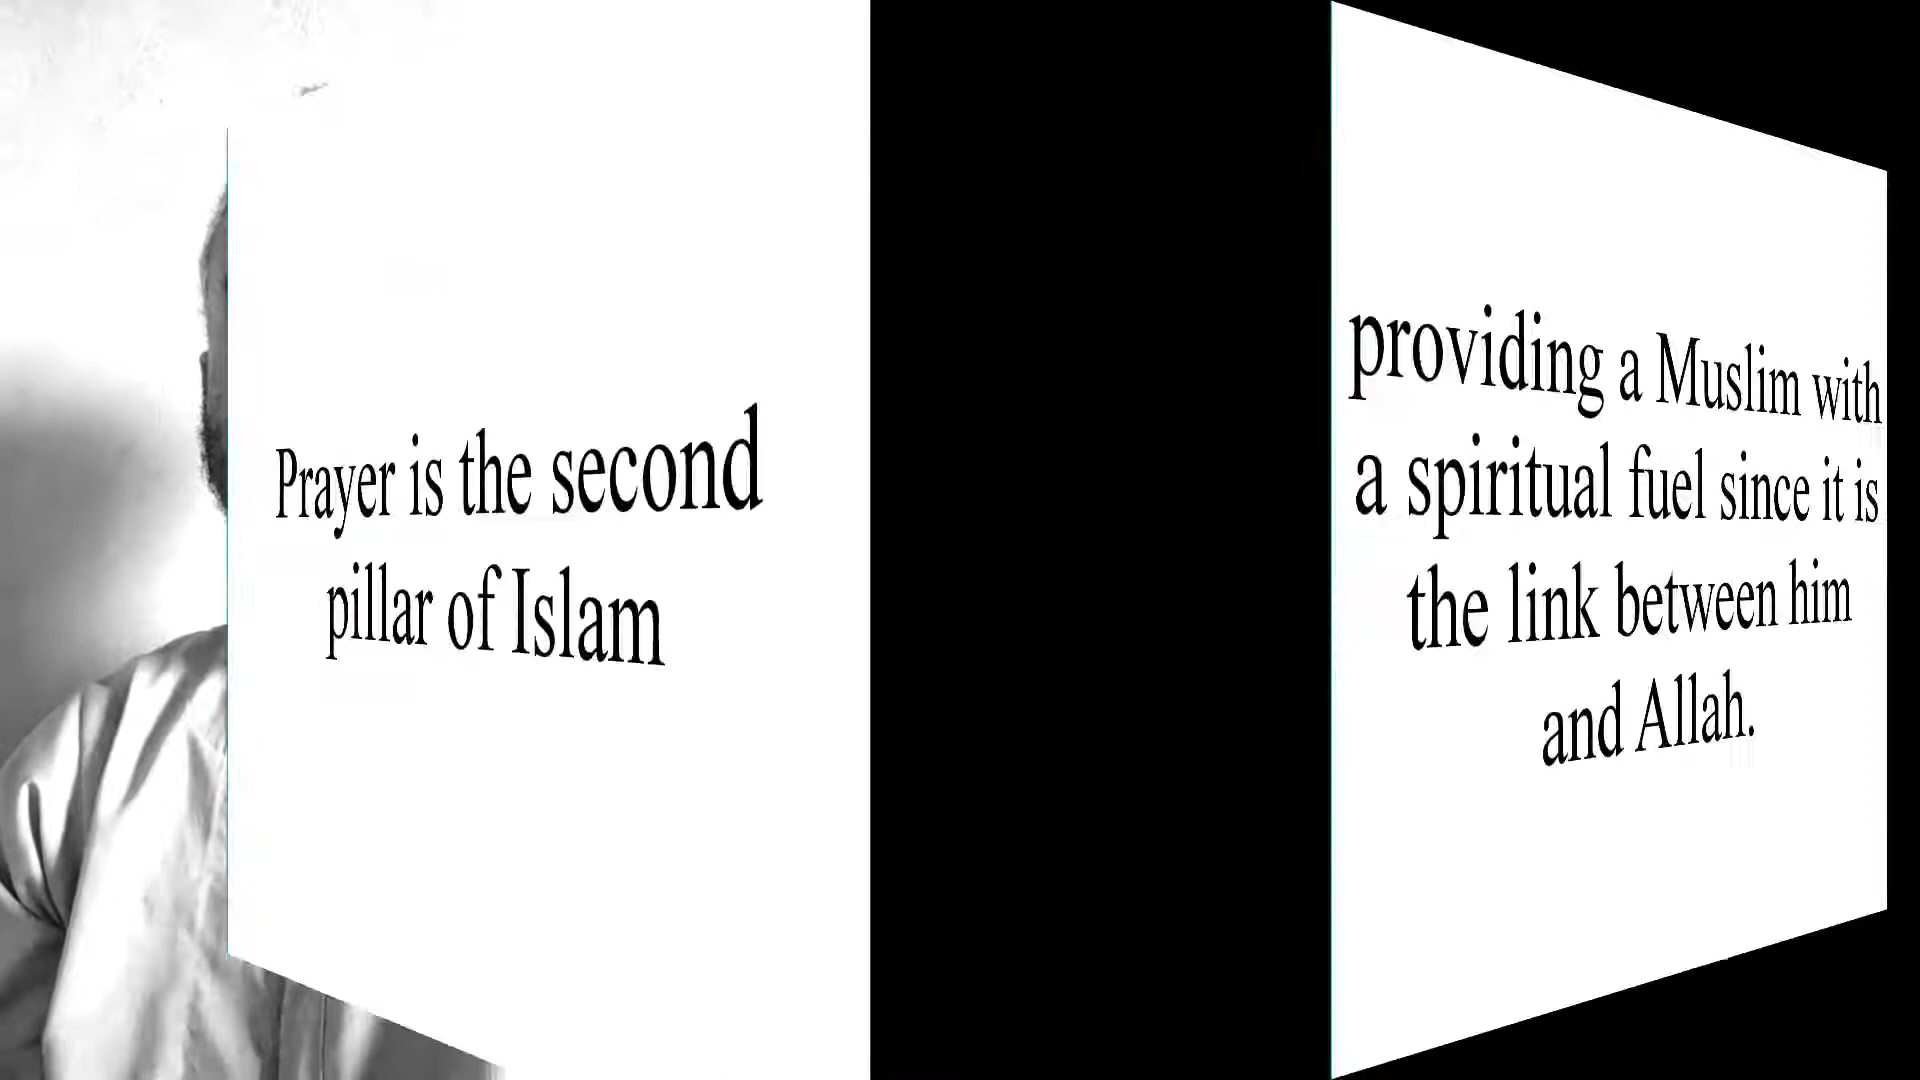 Prayer is the second
pillar of Islam
providing a Muslim with
a spiritual fuel since it is
the link between him
and Allah.